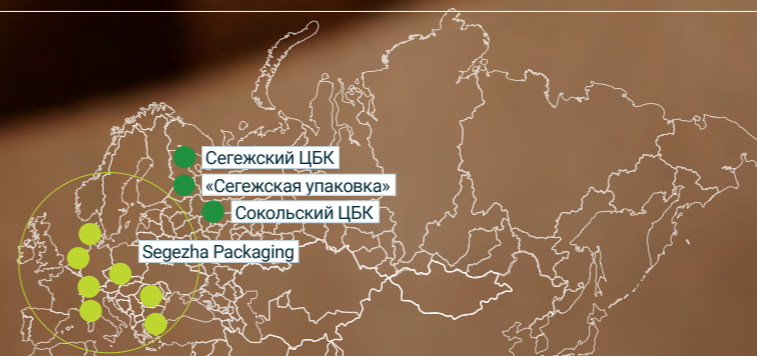 Сегежский ЦБК
«Сегежская упаковка»
Сокольский ЦБК
Segezha Packaging